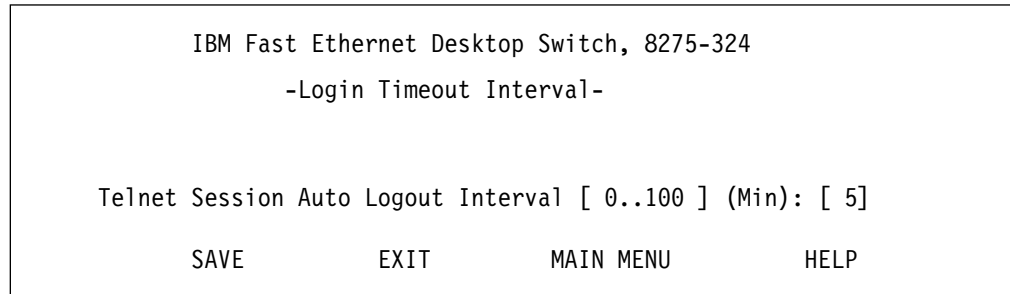 IBM Fast Ethernet Desktop Switch, 8275-324
-Login Timeout Interval-
Telnet Session Auto Logout Interval [ 0..100 ] (Min): [ 5]
SAVE EXIT MAIN MENU HELP